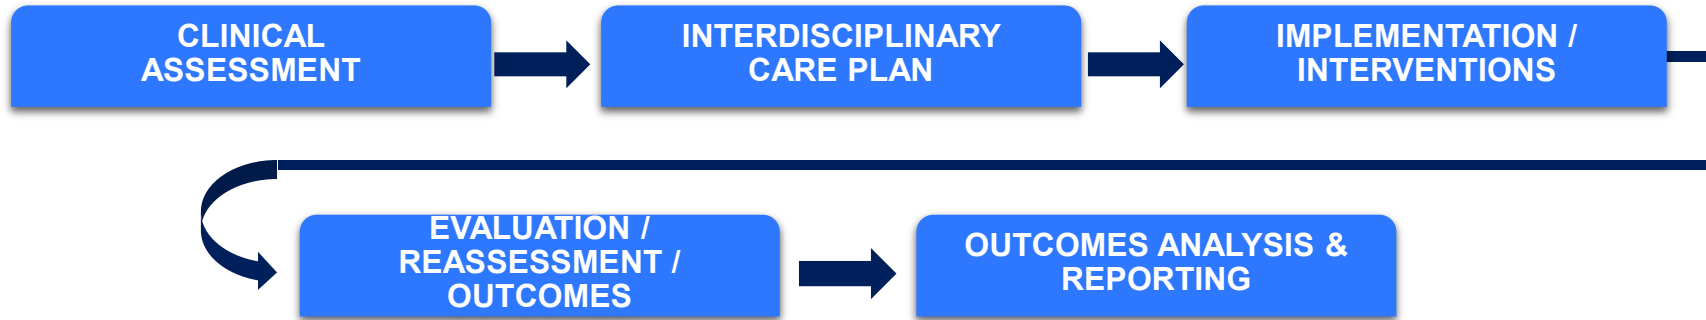 CLINICAL
ASSESSMENT
INTERDISCIPLINARY
CARE PLAN
IMPLEMENTATION /
INTERVENTIONS
EVALUATION /
REASSESSMENT /
OUTCOMES
OUTCOMES ANALYSIS &
REPORTING